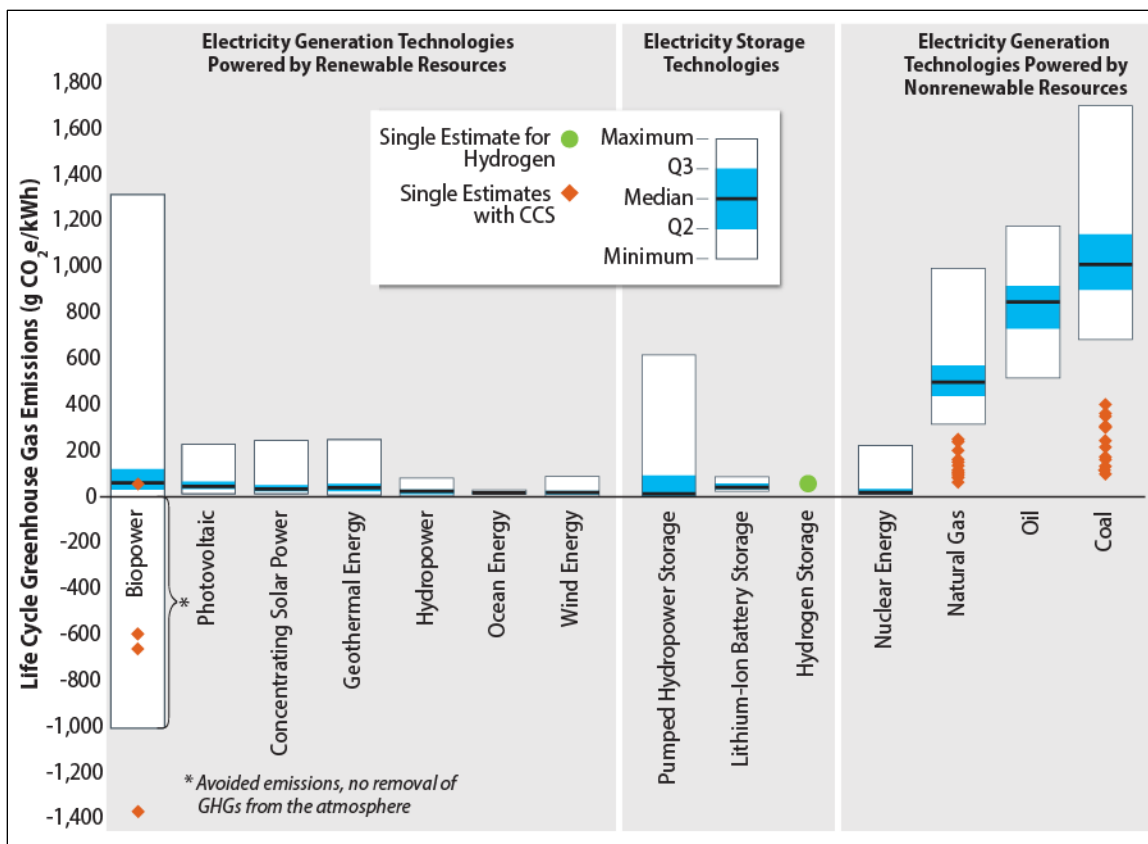 Electricity Generation Technologies
Powered by Renewable Resources
Electricity Storage
Technologies
Electricity Generation
Technologies Powered by
Nonrenewable Resources
Life Cycle Greenhouse Gas Emissions (g CO2e/kWh)
1,800
1,600
1,400
1,200
1,000
800
600
400
200
0
-200
-400
-600
-800
-1,000
-1,200
-1,400
Single Estimate for
Hydrogen
Single Estimates
with CCS
Maximum
Q3
Median
Q2
Minimum
Biopower
*
Photovoltaic
Concentrating Solar Power
Geothermal Energy
Hydropower
Ocean Energy
Wind Energy
Pumped Hydropower Storage
Lithium-Ion Battery Storage
Hydrogen Storage
Nuclear Energy
Natural Gas
Oil
Coal
* Avoided emissions, no removal of
GHGs from the atmosphere